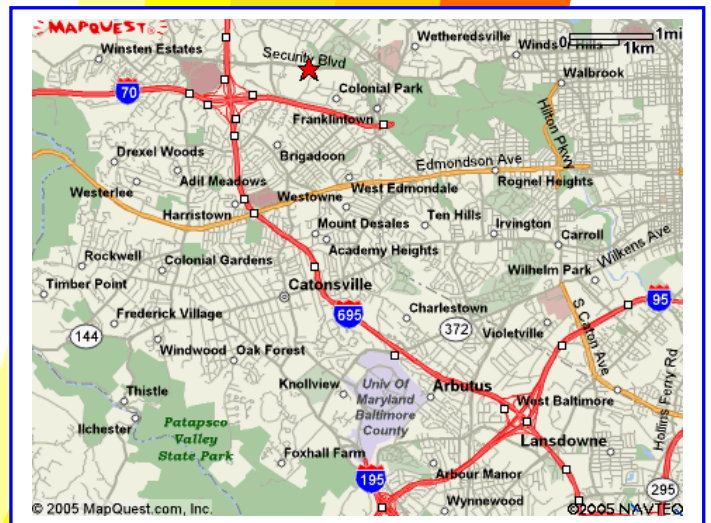 MAPQUEST
Winsten Estates
Security Blvd
Wetheredsville
Winds Hills
0
1mi
1km
Walbrook
70
Colonial Park
Franklintown
Hilton Pkwy
Drexel Woods
Brigadoon
Edmondson Ave
Adil Meadows
West Edmondale
Rognel Heights
Westerlee
Westowne
Harristown
Mount Desales
Ten Hills
Irvington
Carroll
Academy Heights
Wilkens Ave
Rockwell
Colonial Gardens
Wilhelm Park
Timber Point
Catonsville
95
Frederick Village
695
Charlestown
S Caton Ave
144
372
Violetville
Windwood
Oak Forest
Hollins Ferry Rd
Thistle
Knollview
Univ Of
Maryland
Baltimore
County
Arbutus
West Baltimore
Ilchester
Patapsco
Valley
State Park
Lansdowne
Foxhall Farm
195
Arbour Manor
295
Wynnewood
© 2005 MapQuest.com, Inc.
©2005 NAVTEQ